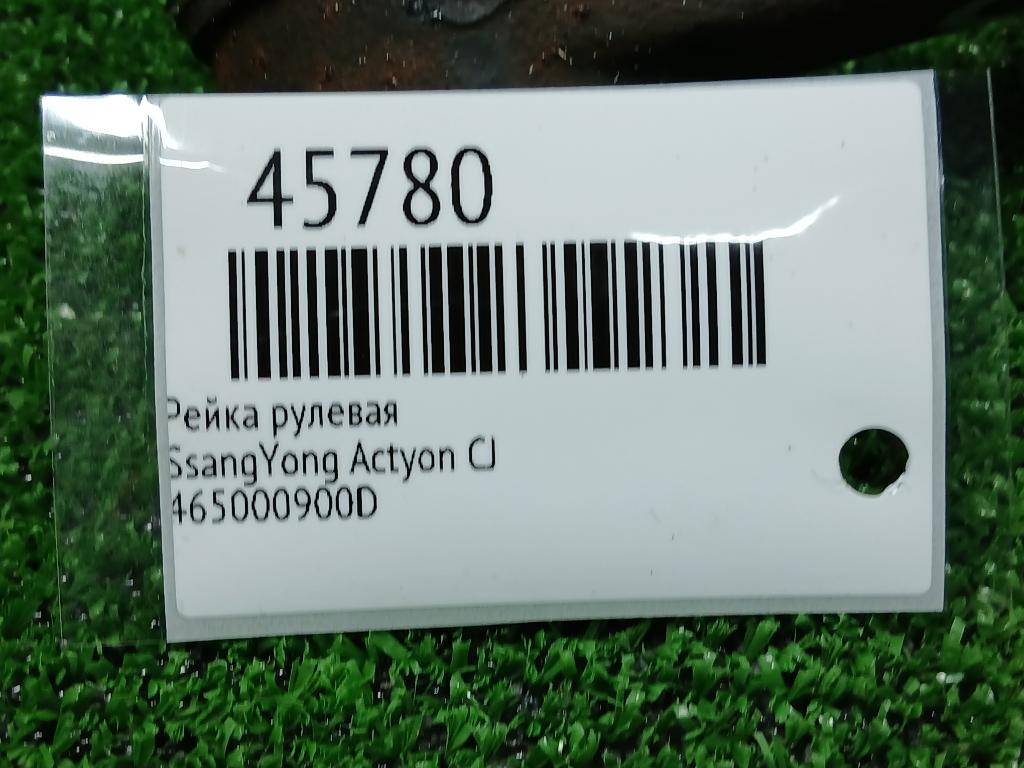 45780
Рейка рулевая
SsangYong Actyon CJ
465000900D